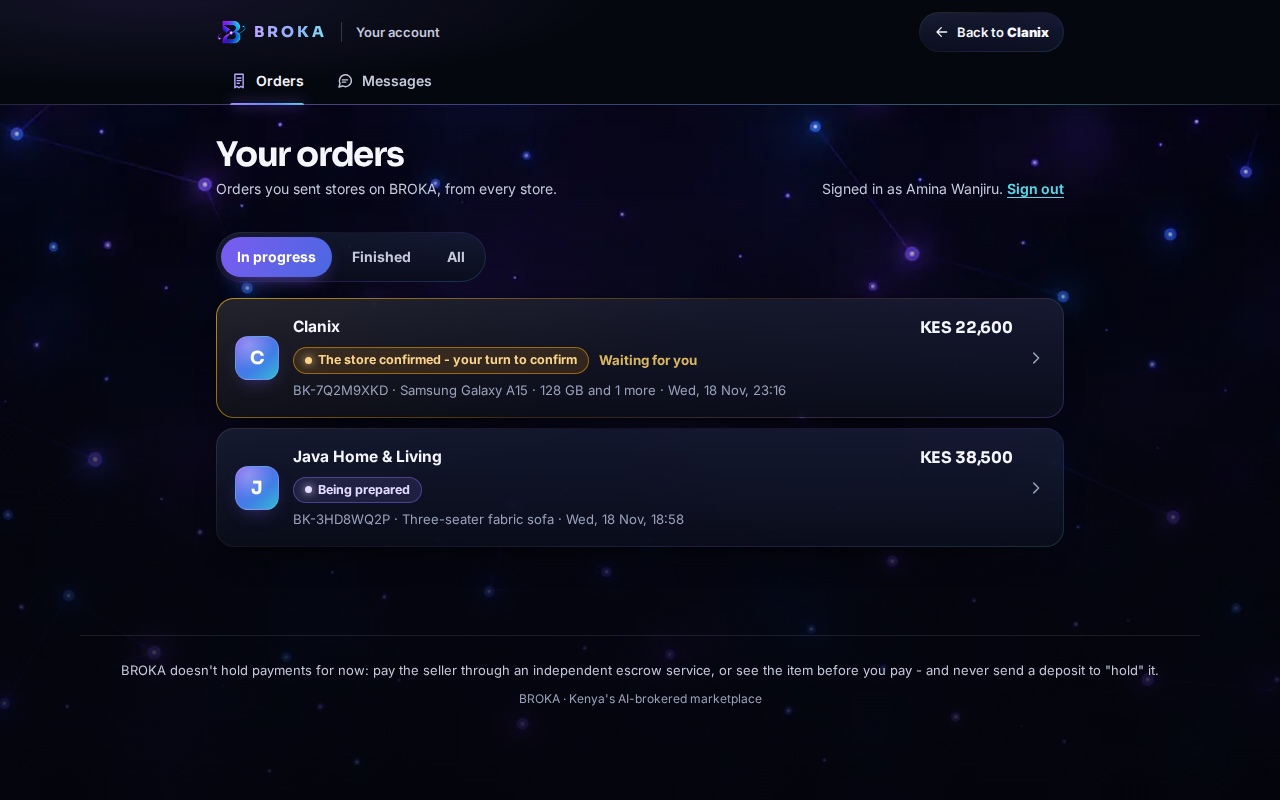 BROKA
Your account
Back to Clanix
Orders
Messages
Your orders
Orders you sent stores on BROKA, from every store.
Signed in as Amina Wanjiru. Sign out
In progress
Finished
All
Clanix
KES 22,600
C
The store confirmed - your turn to confirm
Waiting for you
BK-7Q2M9XKD · Samsung Galaxy A15 · 128 GB and 1 more · Wed, 18 Nov, 23:16
Java Home & Living
KES 38,500
J
Being prepared
BK-3HD8WQ2P · Three-seater fabric sofa · Wed, 18 Nov, 18:58
BROKA doesn't hold payments for now: pay the seller through an independent escrow service, or see the item before you pay - and never send a deposit to "hold" it.
BROKA · Kenya's AI-brokered marketplace